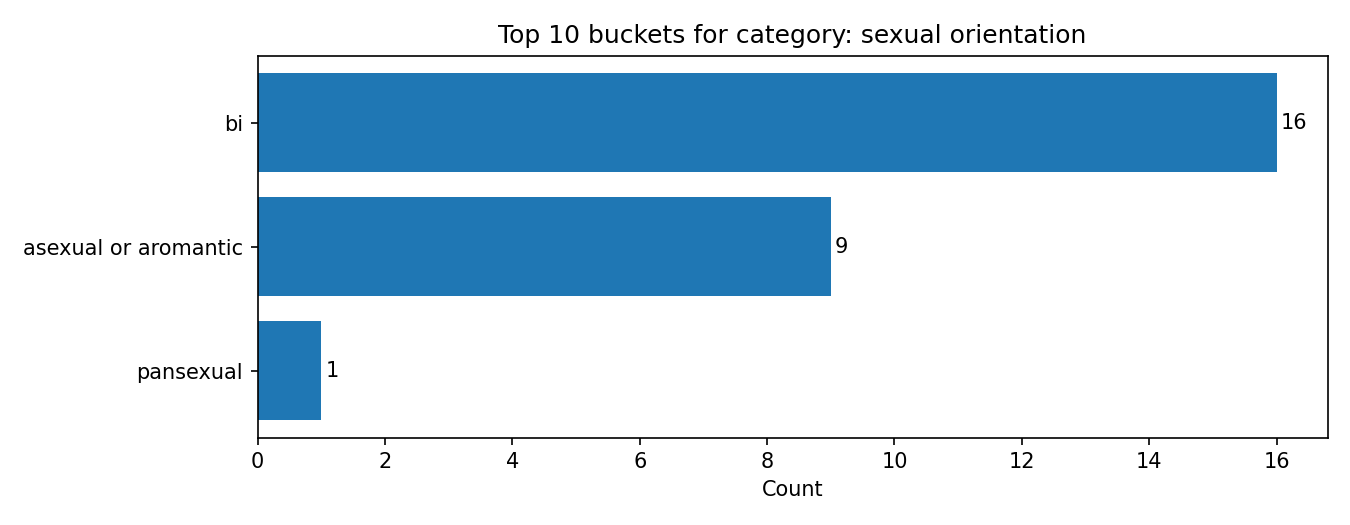 Top 10 buckets for category: sexual orientation
bi
16
asexual or aromantic
9
pansexual
1
0 2 4 6 8 10 12 14 16
Count